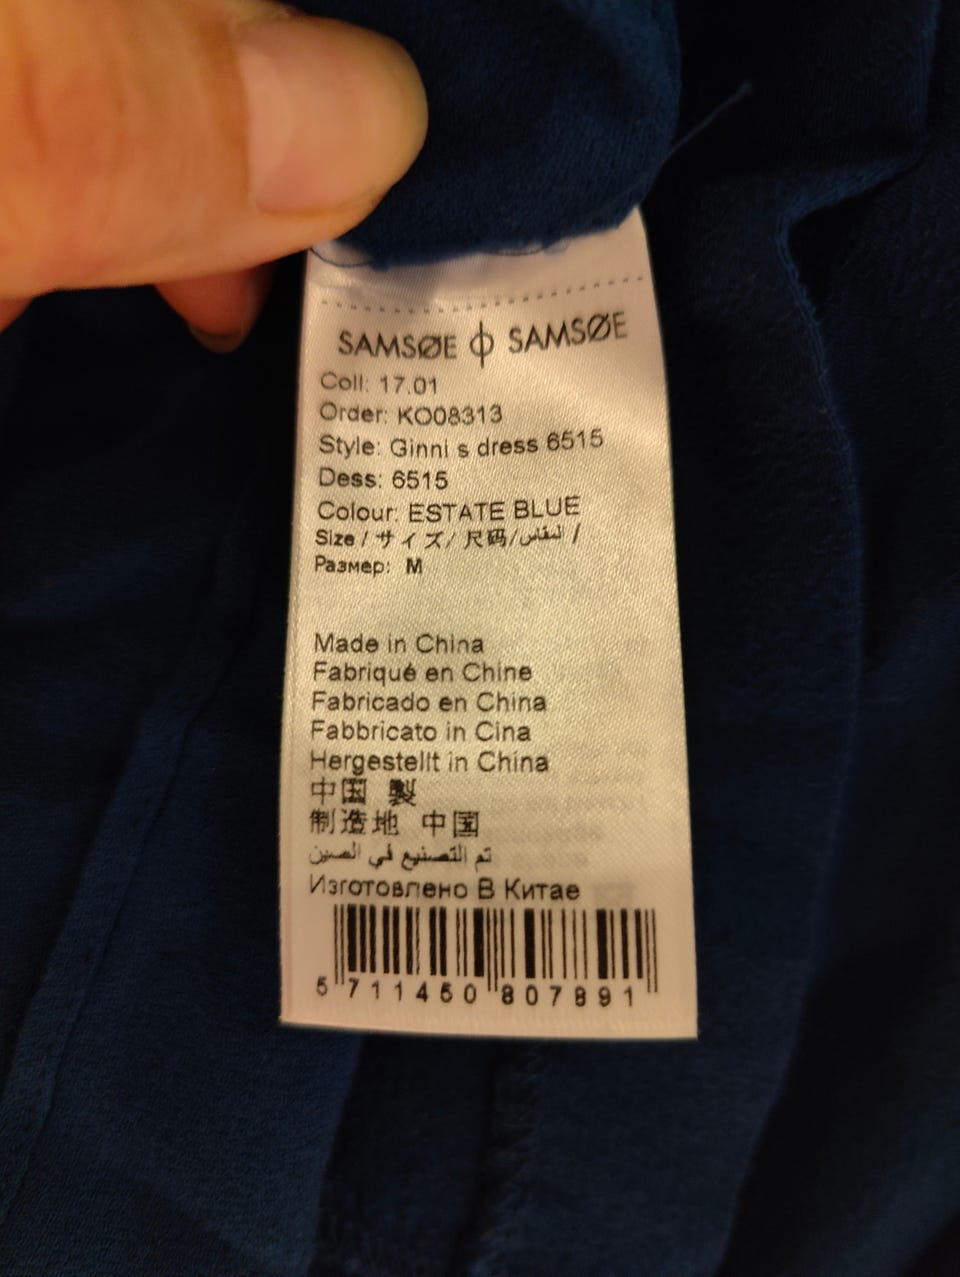 SAMSØE ϕ SAMSØE
Coll: 17.01
Order: KO08313
Style: Ginni s dress 6515
Dess: 6515
Colour: ESTATE BLUE
Size / サイズ/ 尺码/المقاس /
Размер: M
Made in China
Fabriqué en Chine
Fabricado en China
Fabbricato in Cina
Hergestellt in China
中国 製
制造地 中国
تم التصنيع في الصين
Изготовлено В Китае
5 711450 807891